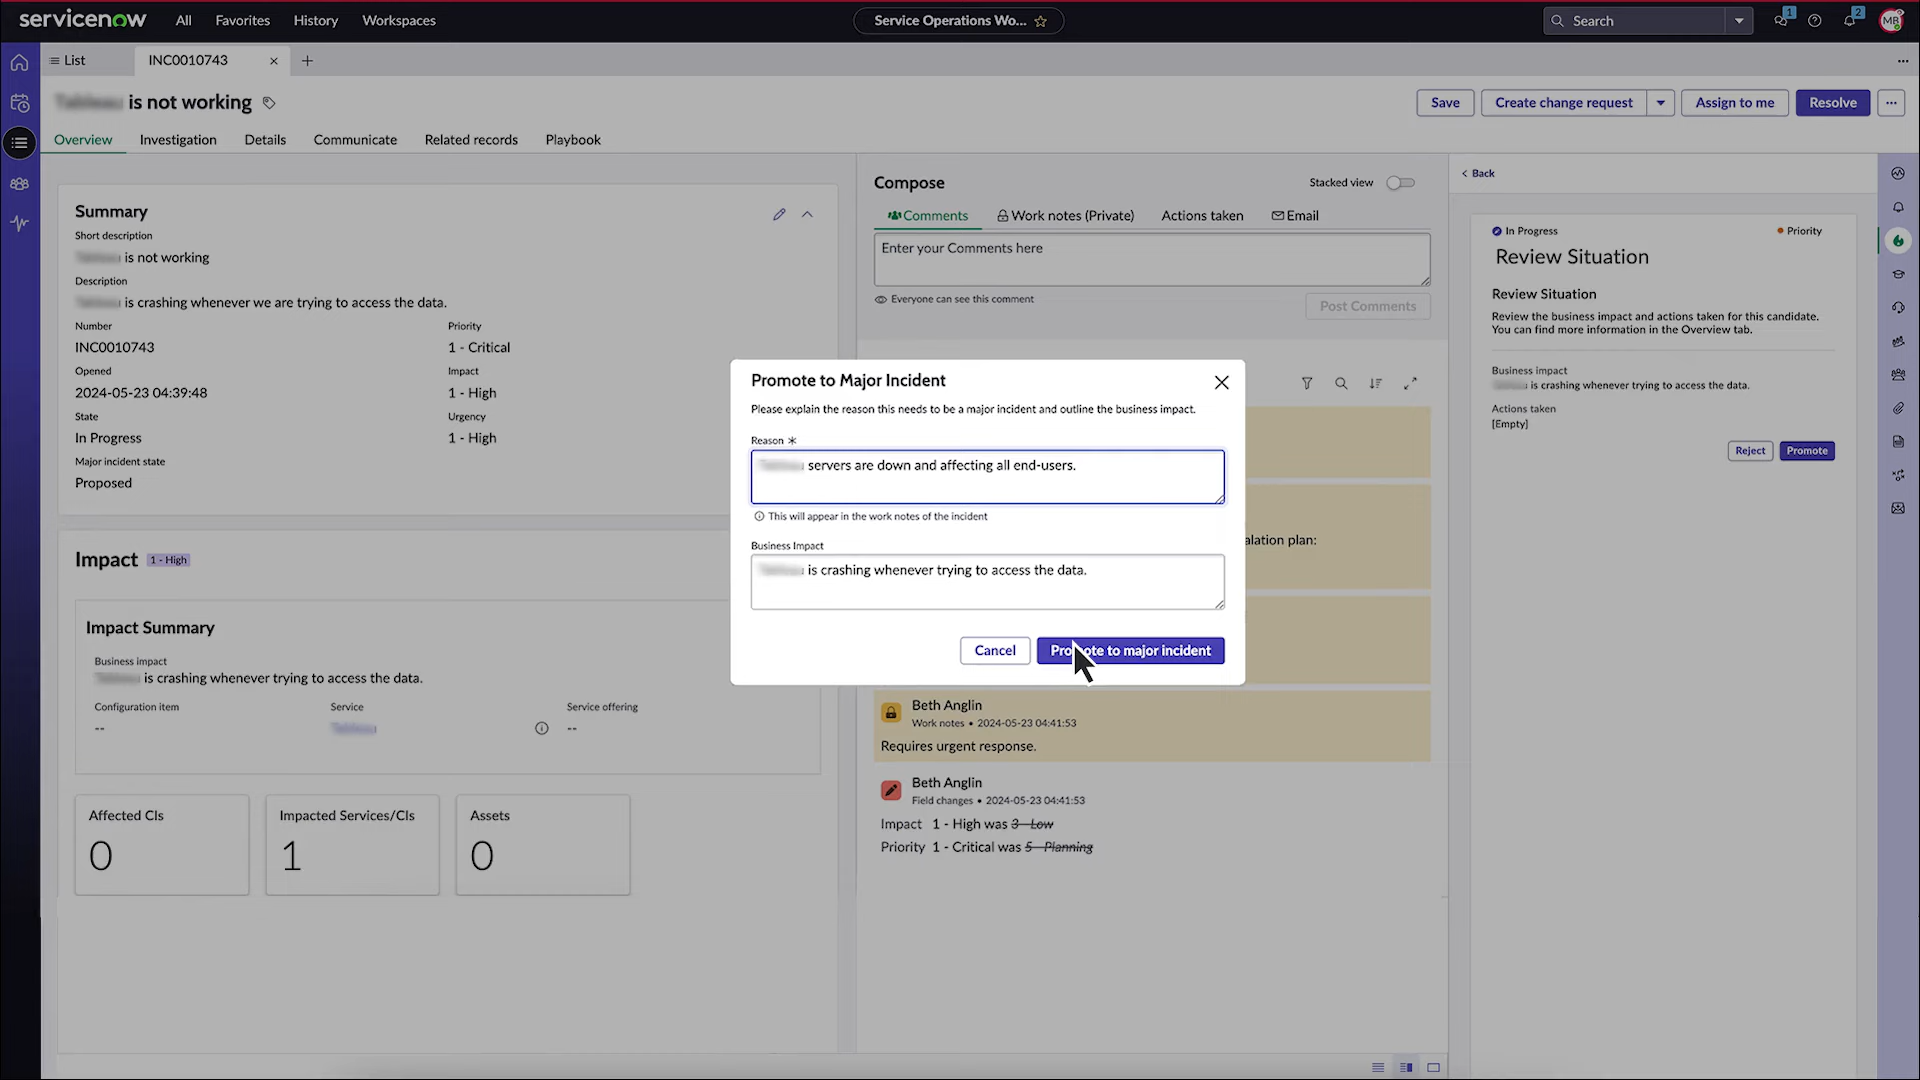 servicenow All Favorites History Workspaces
Service Operations Wo...
Search
1
2
MB
List
INC0010743
is not working
Save
Create change request
Assign to me
Resolve
Overview
Investigation
Details
Communicate
Related records
Playbook
Summary
Short description
is not working
Description
is crashing whenever we are trying to access the data.
Number
INC0010743
Priority
1 - Critical
Opened
2024-05-23 04:39:48
Impact
1 - High
State
In Progress
Urgency
1 - High
Major incident state
Proposed
Impact 1 - High
Impact Summary
Business impact
is crashing whenever trying to access the data.
Configuration item
--
Service
Service offering
--
Affected CIs
0
Impacted Services/CIs
1
Assets
0
Compose
Stacked view
Comments
Work notes (Private)
Actions taken
Email
Enter your Comments here
Everyone can see this comment
Post Comments
alation plan:
Beth Anglin
Work notes • 2024-05-23 04:41:53
Requires urgent response.
Beth Anglin
Field changes • 2024-05-23 04:41:53
Impact 1 - High was 3 - Low
Priority 1 - Critical was 5 - Planning
Promote to Major Incident
Please explain the reason this needs to be a major incident and outline the business impact.
Reason
servers are down and affecting all end-users.
This will appear in the work notes of the incident
Business Impact
is crashing whenever trying to access the data.
Cancel
Promote to major incident
Back
In Progress
Priority
Review Situation
Review Situation
Review the business impact and actions taken for this candidate.
You can find more information in the Overview tab.
Business impact
is crashing whenever trying to access the data.
Actions taken
[Empty]
Reject
Promote